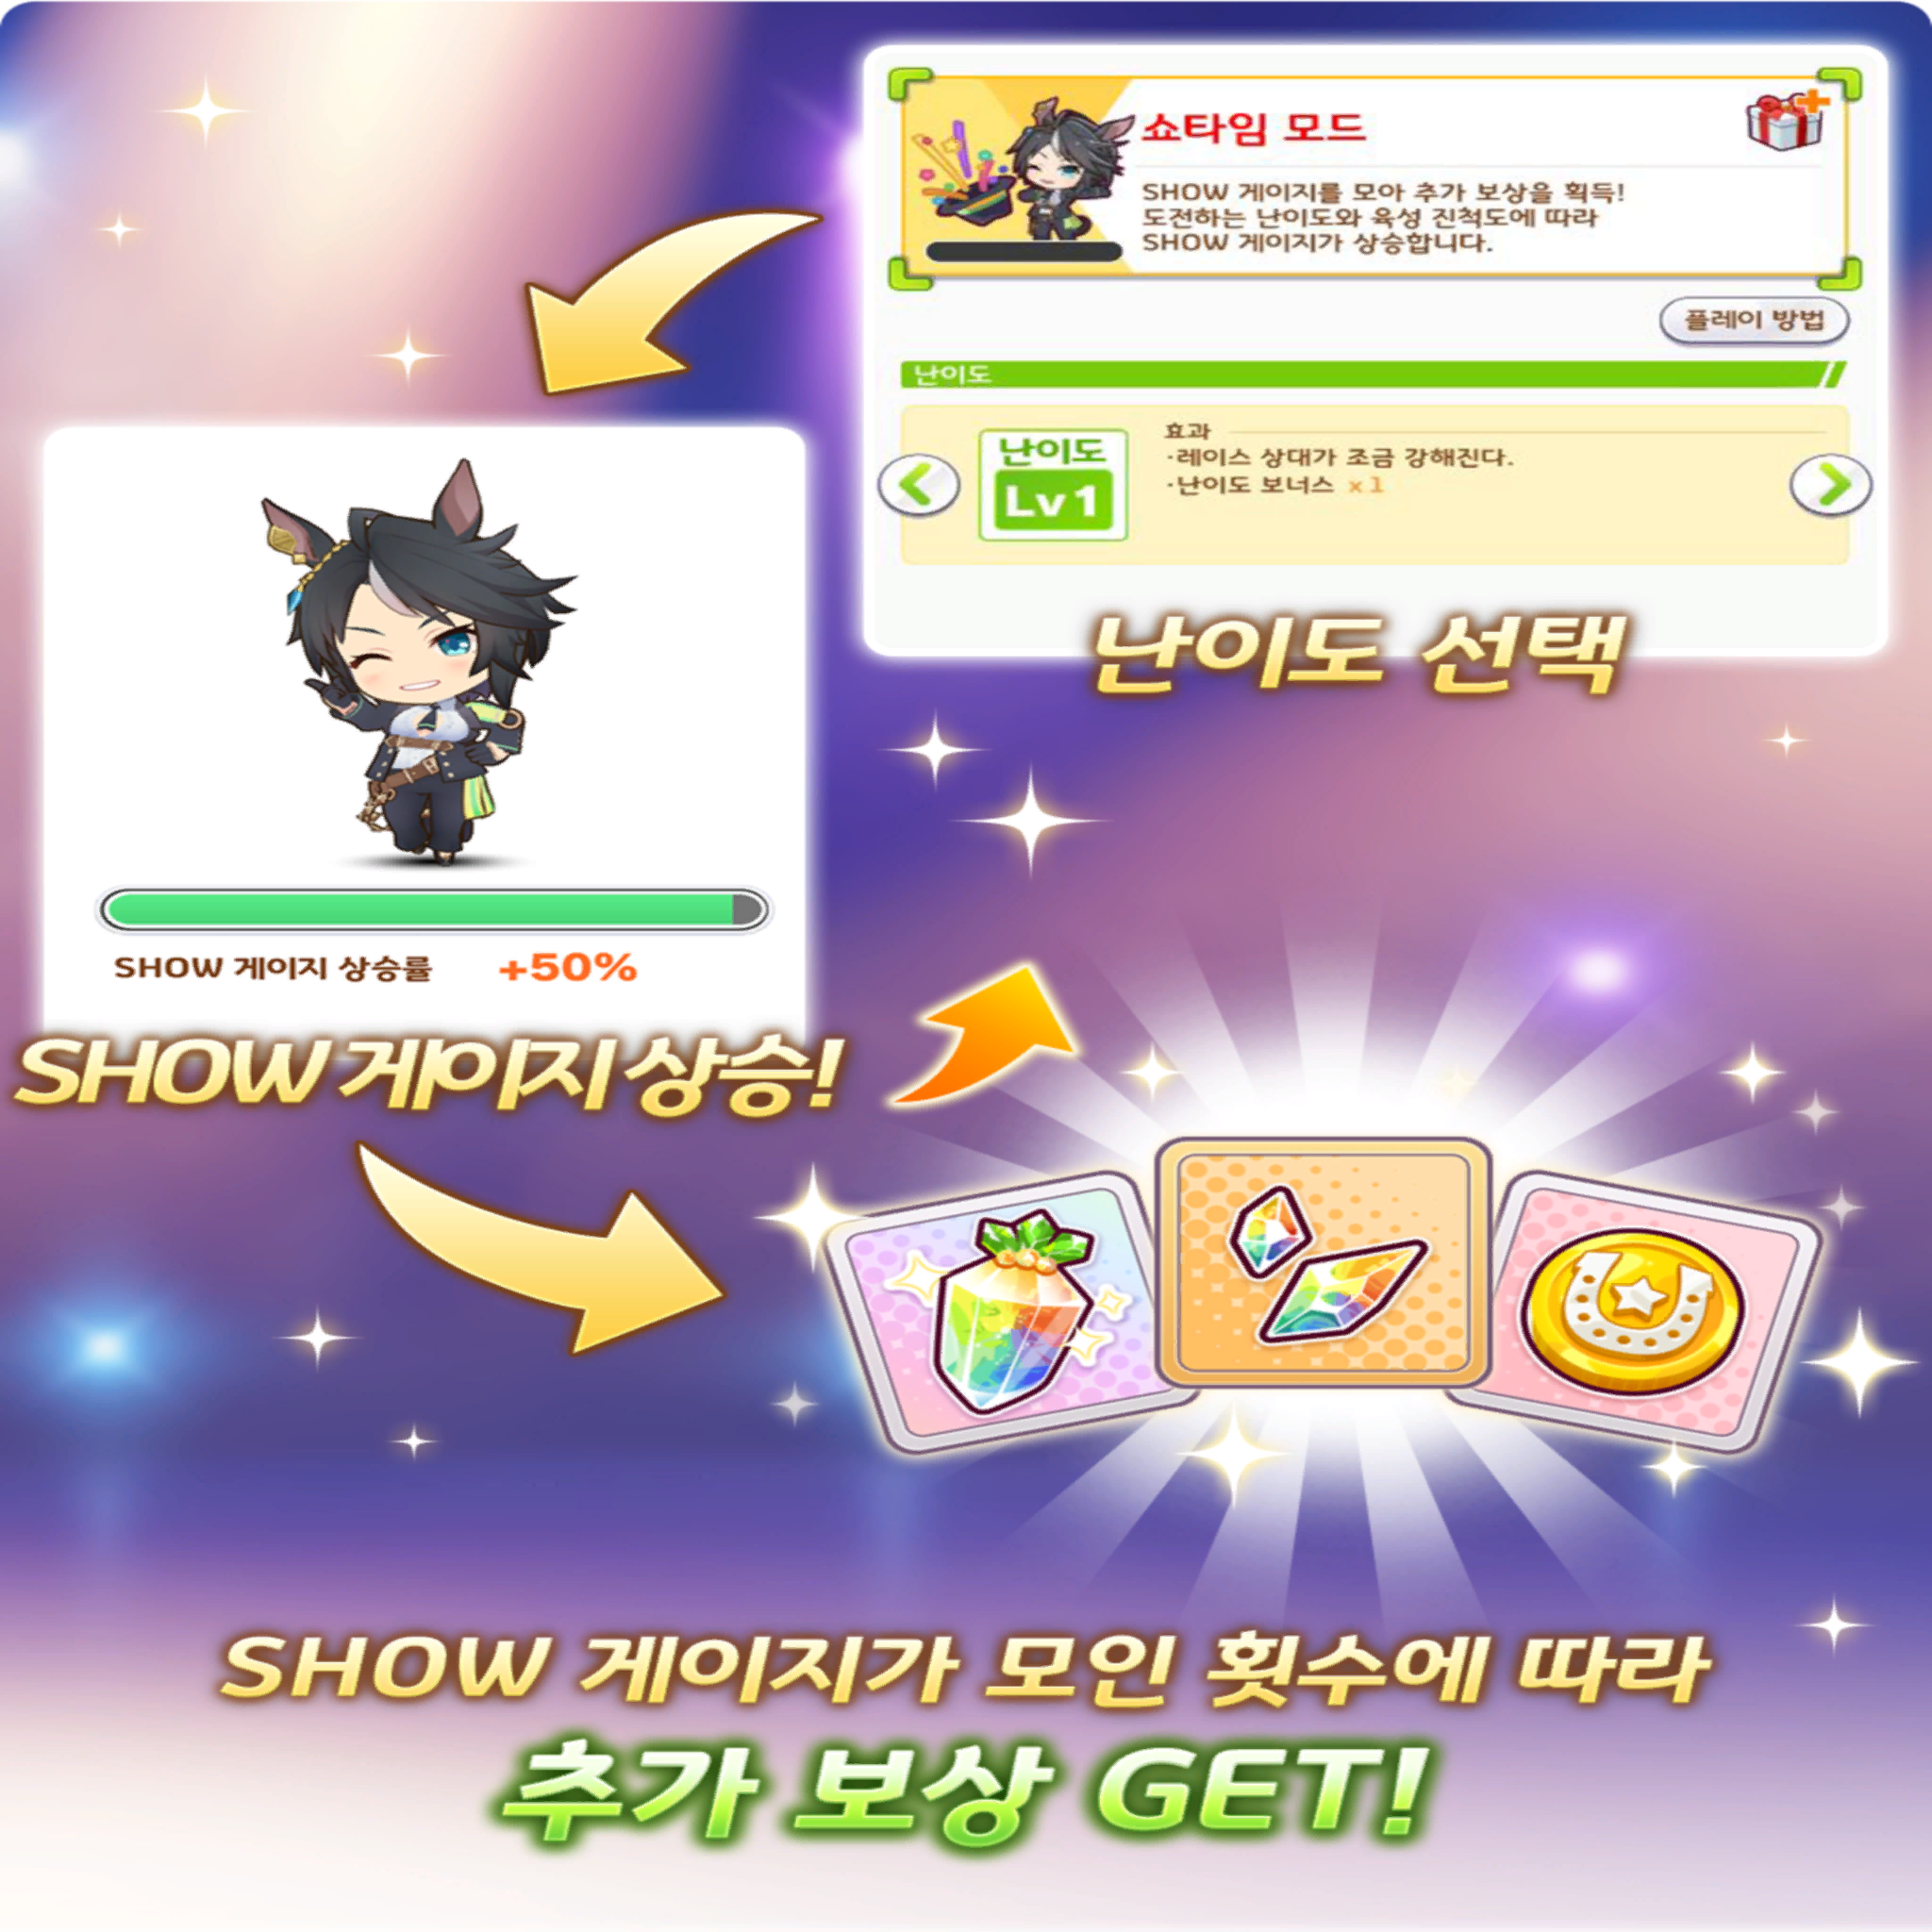 쇼타임 모드
SHOW 게이지를 모아 추가 보상을 획득!
도전하는 난이도와 육성 진척도에 따라
SHOW 게이지가 상승합니다.
플레이 방법
난이도
난이도
Lv1
효과
·레이스 상대가 조금 강해진다.
·난이도 보너스 x1
난이도 선택
SHOW 게이지 상승률 +50%
SHOW 게이지 상승!
SHOW 게이지가 모인 횟수에 따라
추가 보상 GET!